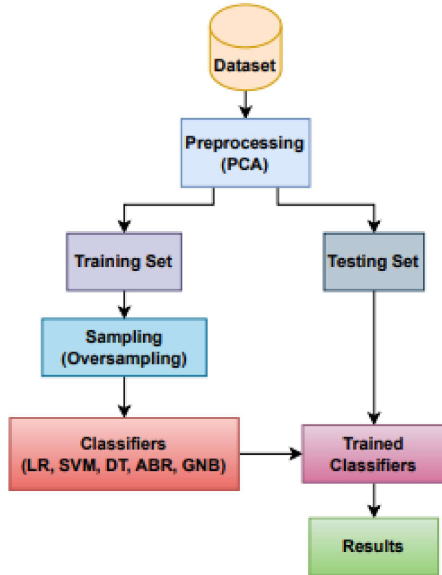 Dataset
Preprocessing
(PCA)
Training Set
Testing Set
Sampling
(Oversampling)
Classifiers
(LR, SVM, DT, ABR, GNB)
Trained
Classifiers
Results